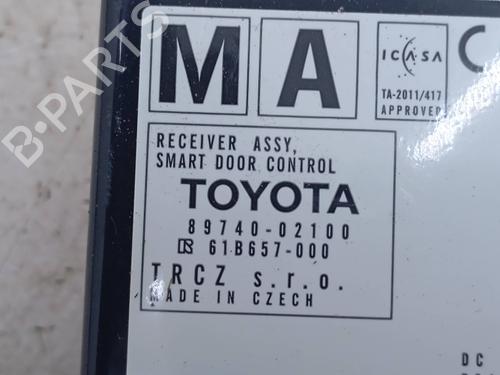 MA
ICASA
TA-2011/417
APPROVED
C
RECEIVER ASSY,
SMART DOOR CONTROL
TOYOTA
89740-02100
61B657-000
TRCZ s.r.o.
MADE IN CZECH
DC
B-PARTS